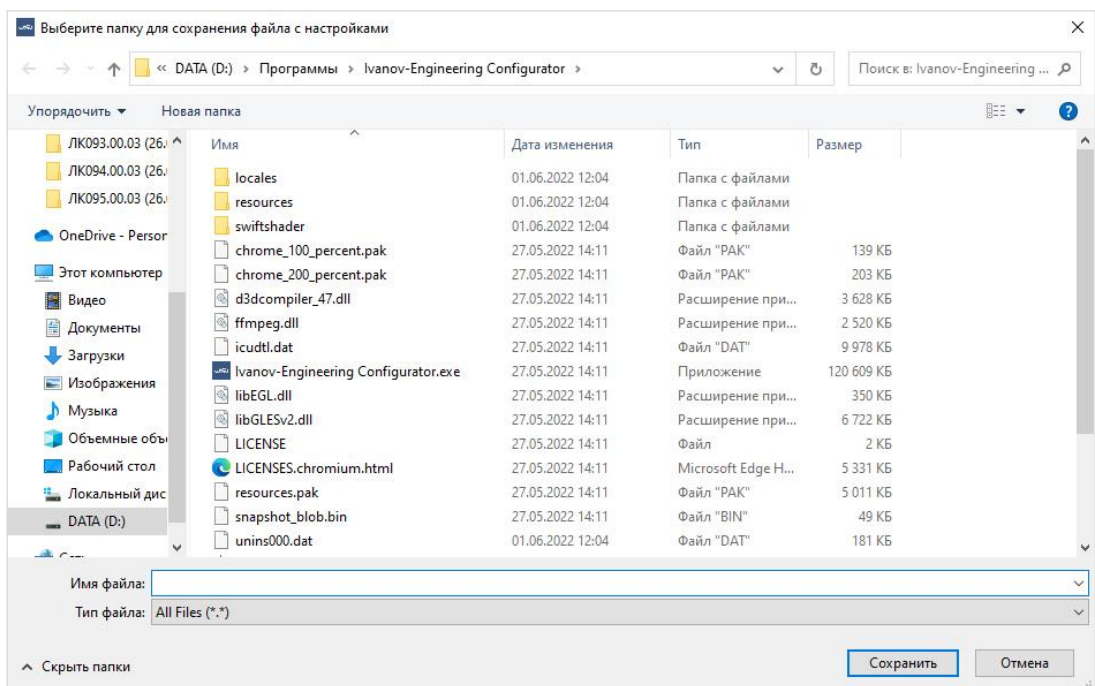 Выберите папку для сохранения файла с настройками
« DATA (D:) > Программы > Ivanov-Engineering Configurator >
Поиск в: Ivanov-Engineering ...
Упорядочить Новая папка
ЛК093.00.03 (26.
ЛК094.00.03 (26.
ЛК095.00.03 (26.
OneDrive - Person
Этот компьютер
Видео
Документы
Загрузки
Изображения
Музыка
Объемные объ
Рабочий стол
Локальный дис
DATA (D:)
Имя Дата изменения Тип Размер
locales 01.06.2022 12:04 Папка с файлами
resources 01.06.2022 12:04 Папка с файлами
swiftshader 01.06.2022 12:04 Папка с файлами
chrome_100_percent.pak 27.05.2022 14:11 Файл "PAK" 139 КБ
chrome_200_percent.pak 27.05.2022 14:11 Файл "PAK" 203 КБ
d3dcompiler_47.dll 27.05.2022 14:11 Расширение при... 3 628 КБ
ffmpeg.dll 27.05.2022 14:11 Расширение при... 2 520 КБ
icudtl.dat 27.05.2022 14:11 Файл "DAT" 9 978 КБ
Ivanov-Engineering Configurator.exe 27.05.2022 14:11 Приложение 120 609 КБ
libEGL.dll 27.05.2022 14:11 Расширение при... 350 КБ
libGLESv2.dll 27.05.2022 14:11 Расширение при... 6 722 КБ
LICENSE 27.05.2022 14:11 Файл 2 КБ
LICENSES.chromium.html 27.05.2022 14:11 Microsoft Edge H... 5 331 КБ
resources.pak 27.05.2022 14:11 Файл "PAK" 5 011 КБ
snapshot_blob.bin 27.05.2022 14:11 Файл "BIN" 49 КБ
unins000.dat 01.06.2022 12:04 Файл "DAT" 181 КБ
Имя файла:
Тип файла: All Files (*.*)
Скрыть папки Сохранить Отмена